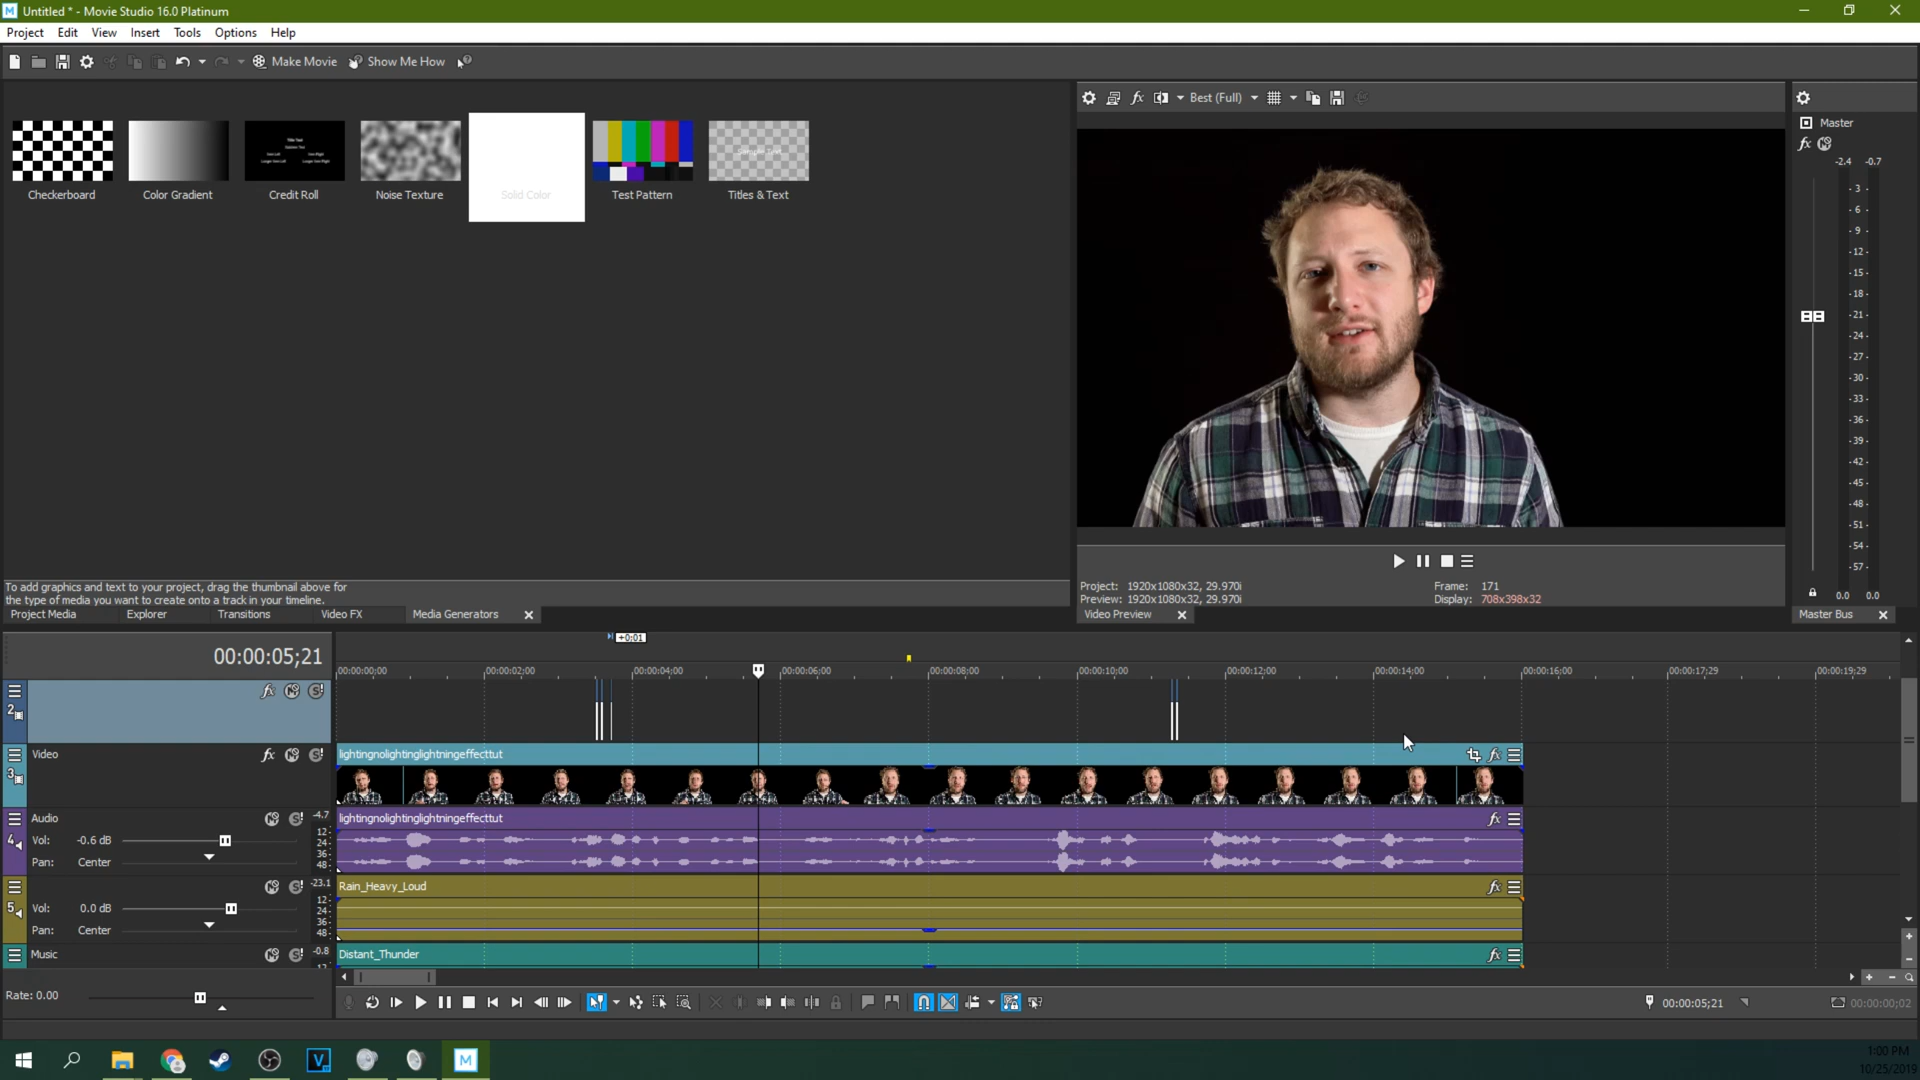 Untitled * - Movie Studio 16.0 Platinum
Project Edit View Insert Tools Options Help
Make Movie Show Me How
Checkerboard Color Gradient Credit Roll Noise Texture Solid Color Test Pattern Titles & Text
To add graphics and text to your project, drag the thumbnail above for
the type of media you want to create onto a track in your timeline.
Project Media Explorer Transitions Video FX Media Generators
Best (Full)
Project: 1920x1080x32, 29.970i
Preview: 1920x1080x32, 29.970i
Frame: 171
Display: 708x398x32
Video Preview
Master
-2.4 -0.7
- 3 -
- 6 -
- 9 -
- 12 -
- 15 -
- 18 -
- 21 -
- 24 -
- 27 -
- 30 -
- 33 -
- 36 -
- 39 -
- 42 -
- 45 -
- 48 -
- 51 -
- 54 -
- 57 -
0.0 0.0
Master Bus
00:00:05;21
+0:01
00:00:00;00 00:00:02;00 00:00:04;00 00:00:06;00 00:00:08;00 00:00:10;00 00:00:12;00 00:00:14;00 00:00:16;00 00:00:17;29 00:00:19;29
2
3 Video
lightingnolightinglightningeffecttut
4 Audio
Vol: -0.6 dB
Pan: Center
-4.7
12
24
36
48
lightingnolightinglightningeffecttut
5
Vol: 0.0 dB
Pan: Center
-23.1
12
24
36
48
Rain_Heavy_Loud
Music
-0.8
12
Distant_Thunder
Rate: 0.00
00:00:05;21
00:00:00;02
1:00 PM
10/25/2019